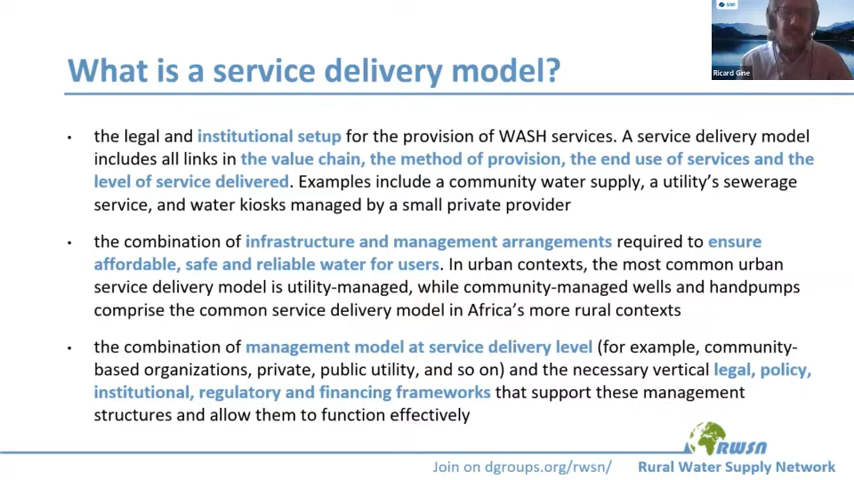 SIWI
Ricard Gine
What is a service delivery model?
• the legal and institutional setup for the provision of WASH services. A service delivery model
includes all links in the value chain, the method of provision, the end use of services and the
level of service delivered. Examples include a community water supply, a utility's sewerage
service, and water kiosks managed by a small private provider
• the combination of infrastructure and management arrangements required to ensure
affordable, safe and reliable water for users. In urban contexts, the most common urban
service delivery model is utility-managed, while community-managed wells and handpumps
comprise the common service delivery model in Africa's more rural contexts
• the combination of management model at service delivery level (for example, community-
based organizations, private, public utility, and so on) and the necessary vertical legal, policy,
institutional, regulatory and financing frameworks that support these management
structures and allow them to function effectively
RWSN
Join on dgroups.org/rwsn/ Rural Water Supply Network